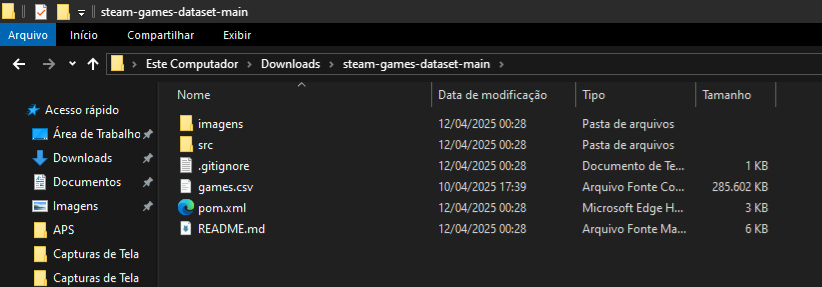 steam-games-dataset-main
Arquivo Início Compartilhar Exibir
Este Computador Downloads steam-games-dataset-main
Nome Data de modificação Tipo Tamanho
Acesso rápido
Área de Trabalho
Downloads
Documentos
Imagens
APS
Capturas de Tela
Capturas de Tela
imagens 12/04/2025 00:28 Pasta de arquivos
src 12/04/2025 00:28 Pasta de arquivos
.gitignore 12/04/2025 00:28 Documento de Te... 1 KB
games.csv 10/04/2025 17:39 Arquivo Fonte Co... 285.602 KB
pom.xml 12/04/2025 00:28 Microsoft Edge H... 3 KB
README.md 12/04/2025 00:28 Arquivo Fonte Ma... 6 KB